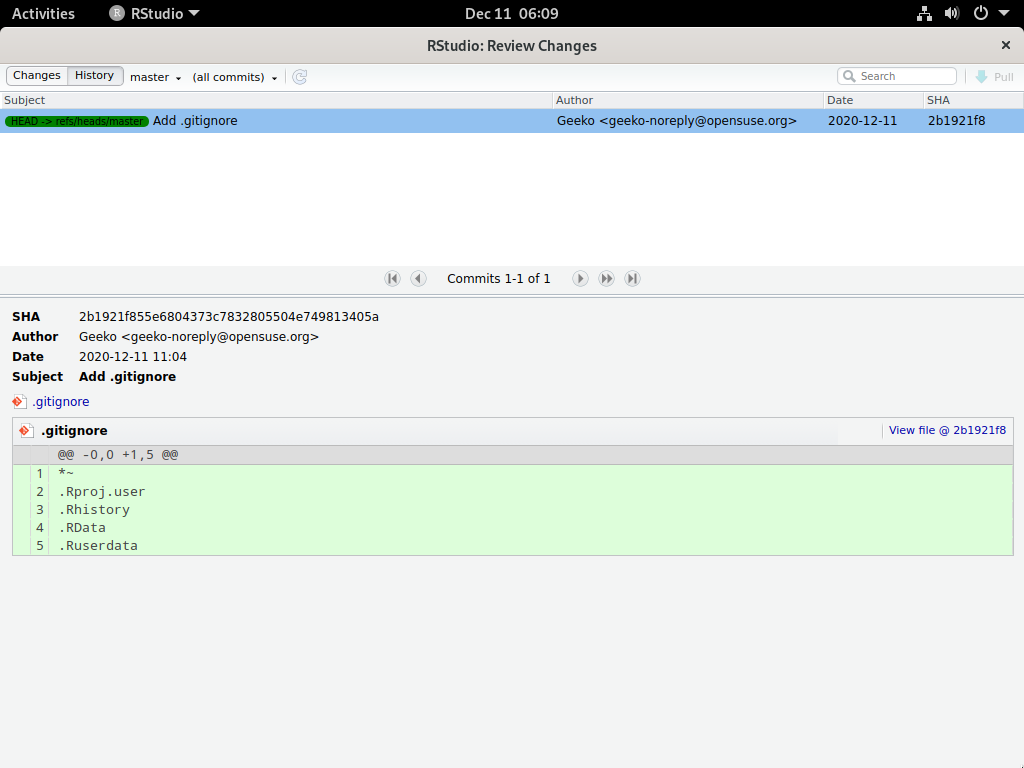 Activities RStudio Dec 11 06:09
RStudio: Review Changes
Changes History master (all commits) Search Pull
Subject Author Date SHA
HEAD -> refs/heads/master Add .gitignore Geeko <geeko-noreply@opensuse.org> 2020-12-11 2b1921f8
Commits 1-1 of 1
SHA 2b1921f855e6804373c7832805504e749813405a
Author Geeko <geeko-noreply@opensuse.org>
Date 2020-12-11 11:04
Subject Add .gitignore
.gitignore
.gitignore View file @ 2b1921f8
@@ -0,0 +1,5 @@
1 *~
2 .Rproj.user
3 .Rhistory
4 .RData
5 .Ruserdata